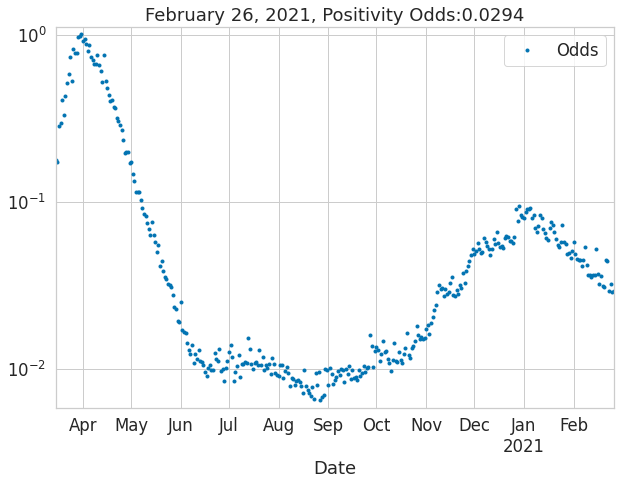 February 26, 2021, Positivity Odds:0.0294
Odds
10⁰
10⁻¹
10⁻²
Apr May Jun Jul Aug Sep Oct Nov Dec Jan Feb
2021
Date